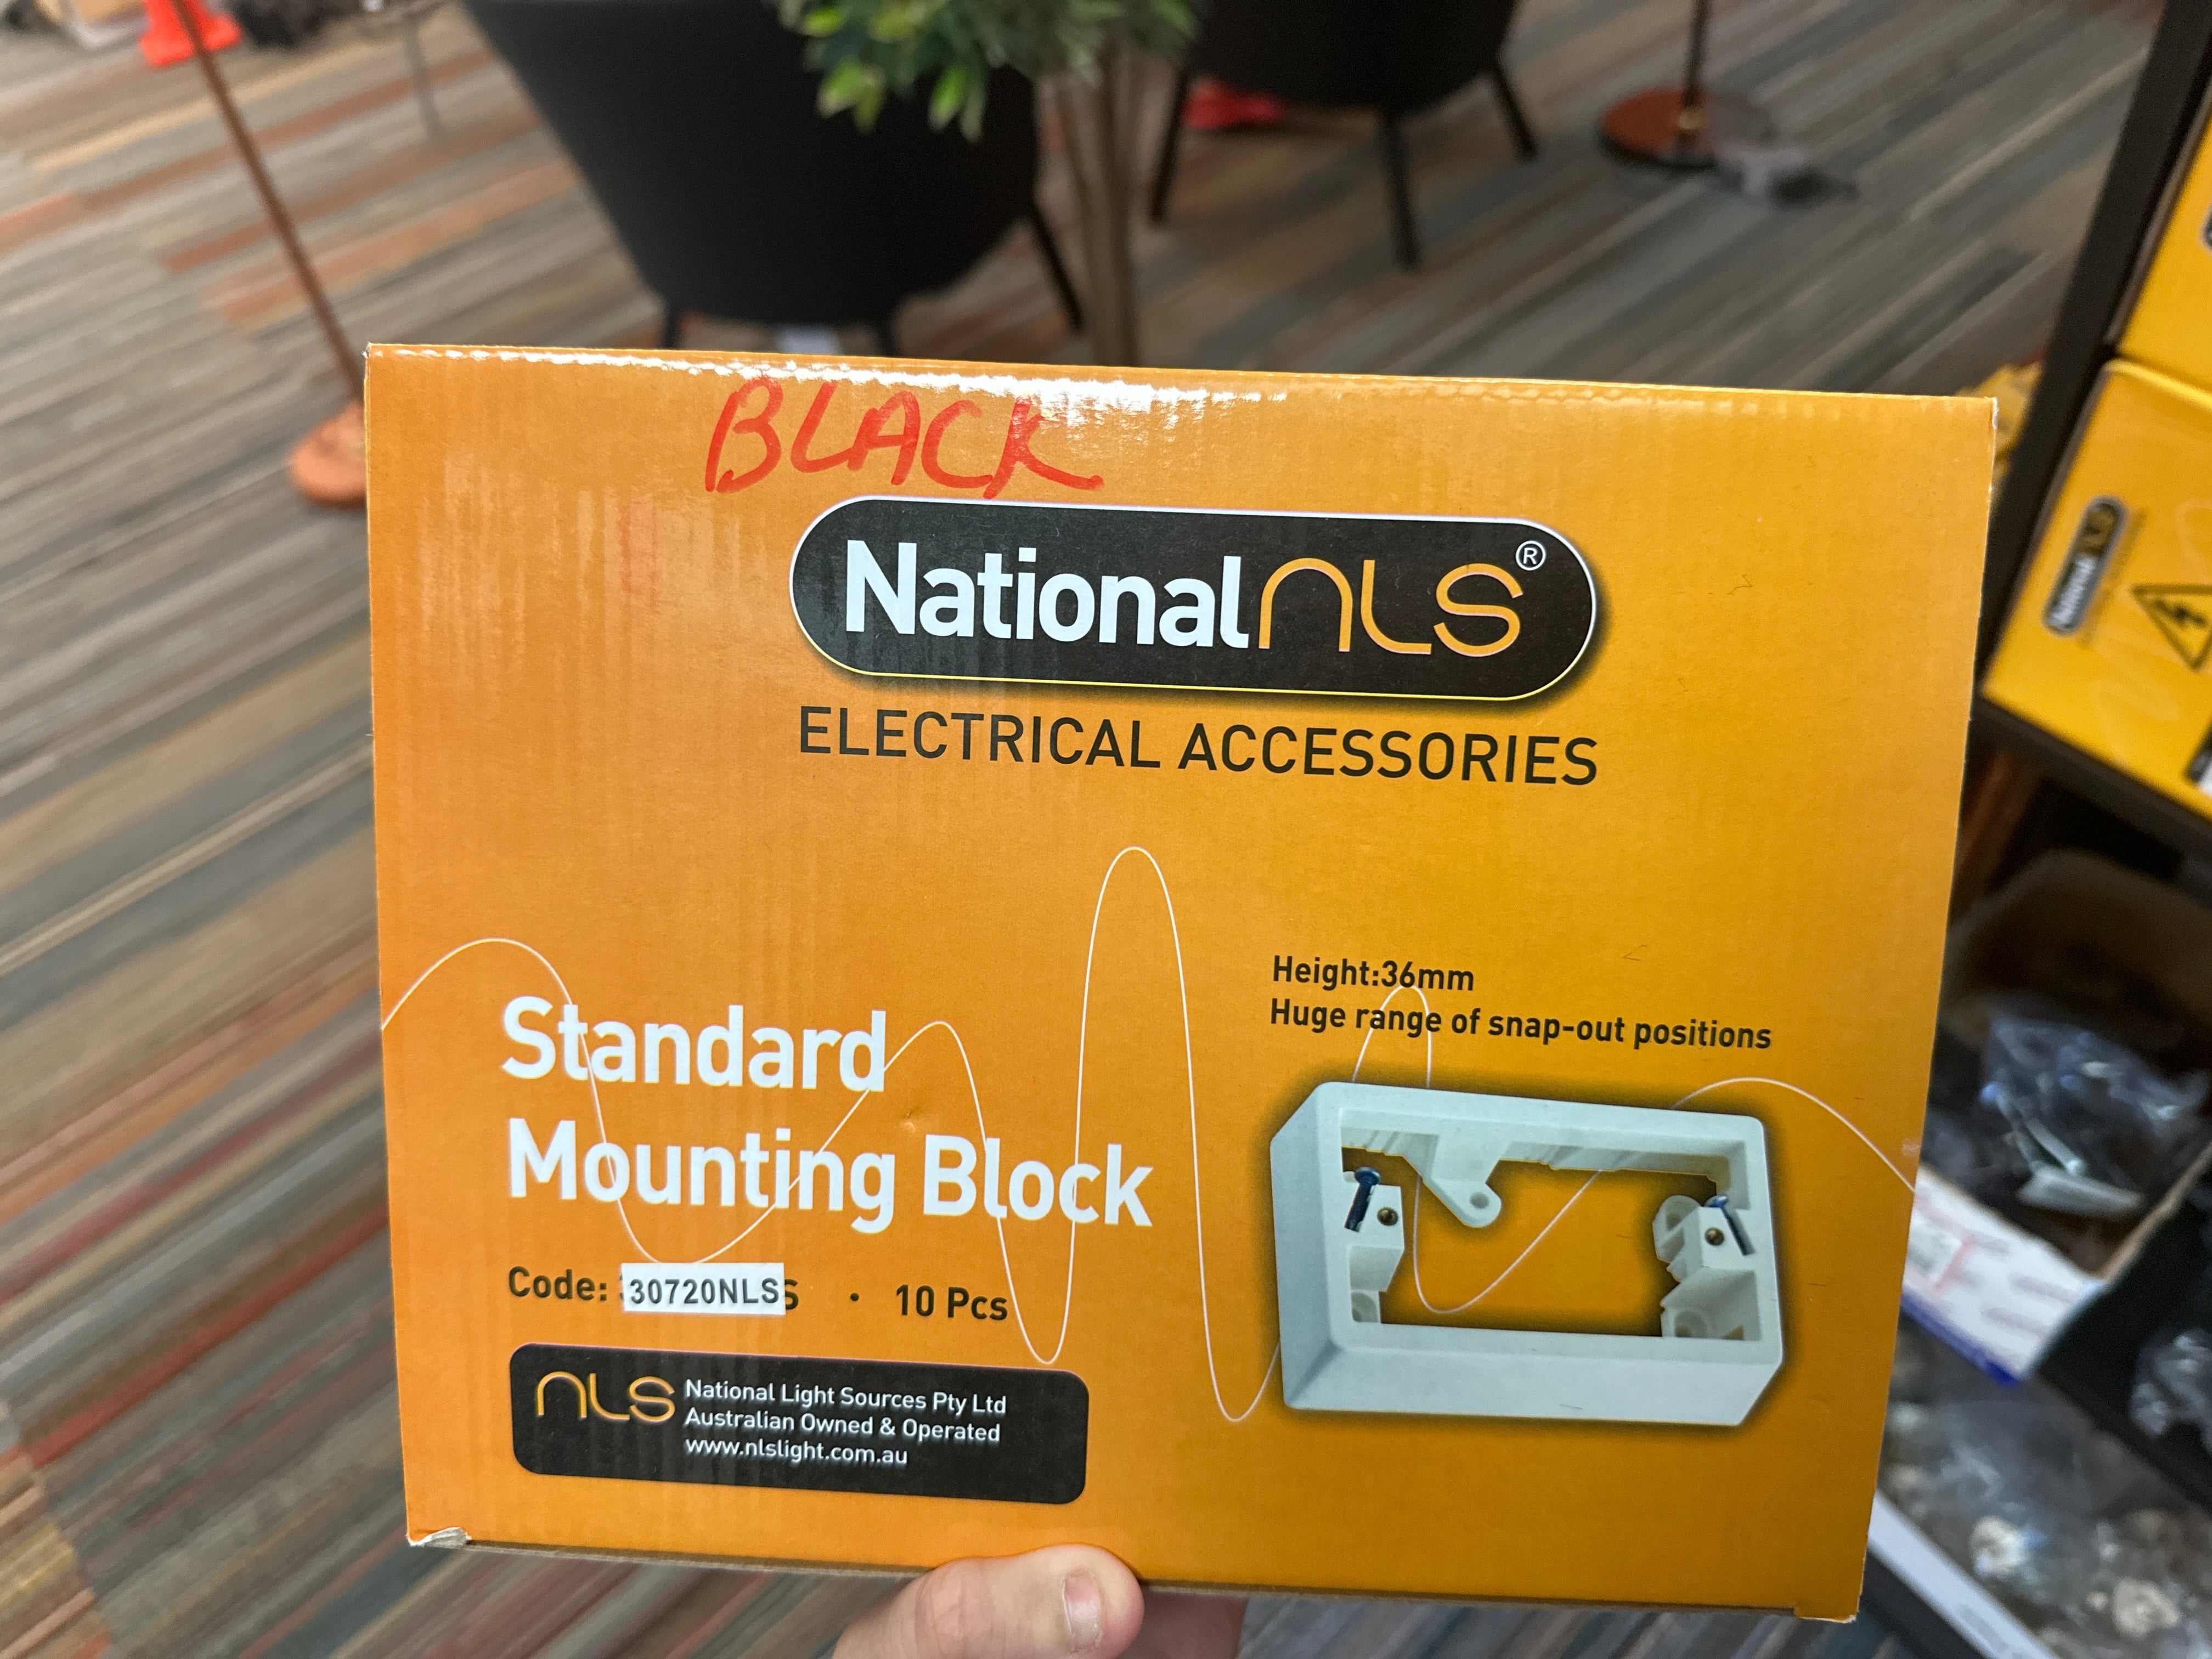 BLACK
Nationalnls®
ELECTRICAL ACCESSORIES
Height:36mm
Huge range of snap-out positions
Standard
Mounting Block
Code: 30720NLS • 10 Pcs
nls National Light Sources Pty Ltd
Australian Owned & Operated
www.nlslight.com.au